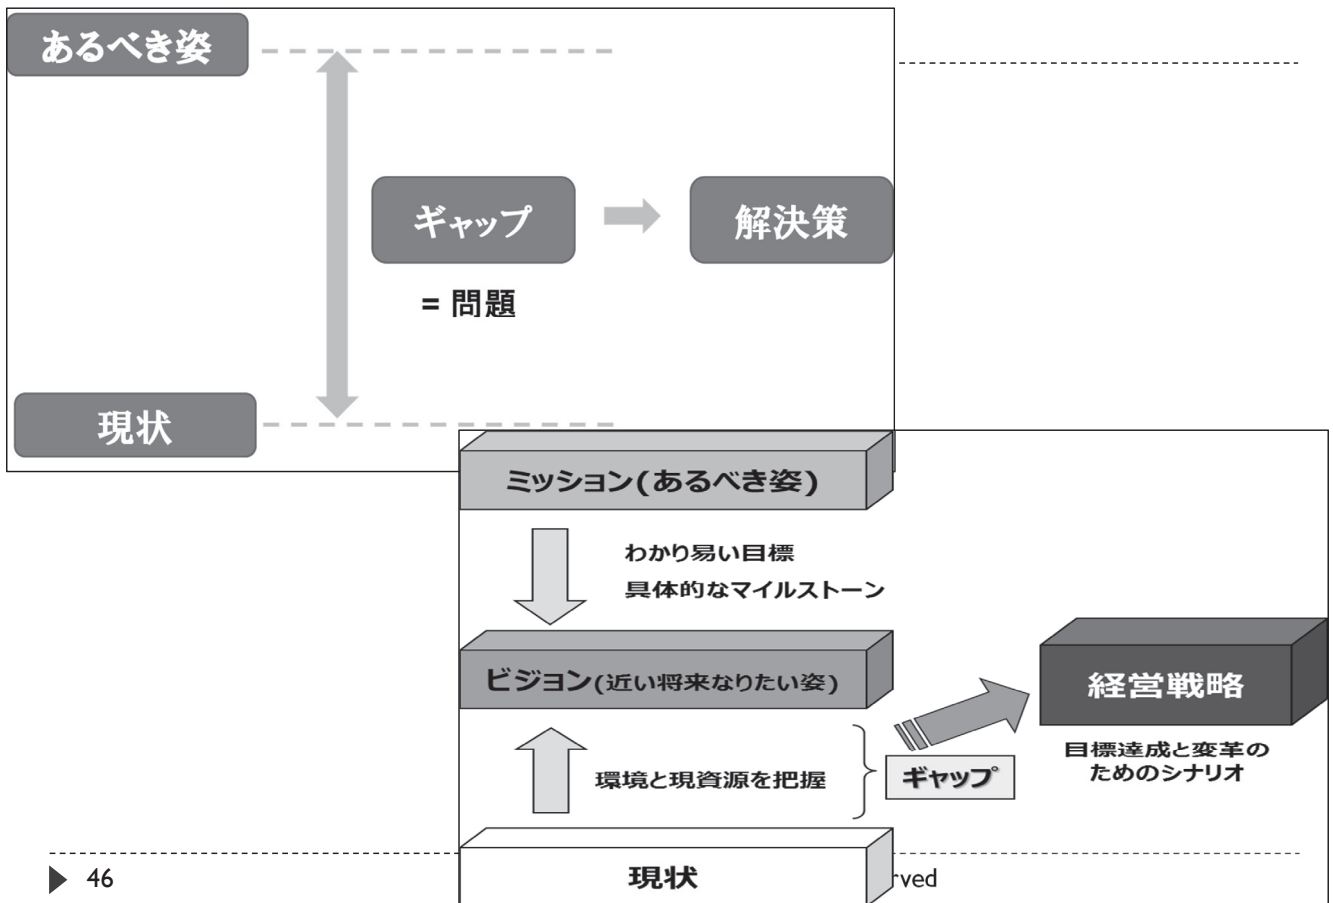 あるべき姿
ギャップ
解決策
= 問題
現状
ミッション(あるべき姿)
わかり易い目標
具体的なマイルストーン
ビジョン(近い将来なりたい姿)
経営戦略
目標達成と変革の
ためのシナリオ
環境と現資源を把握
ギャップ
現状
46